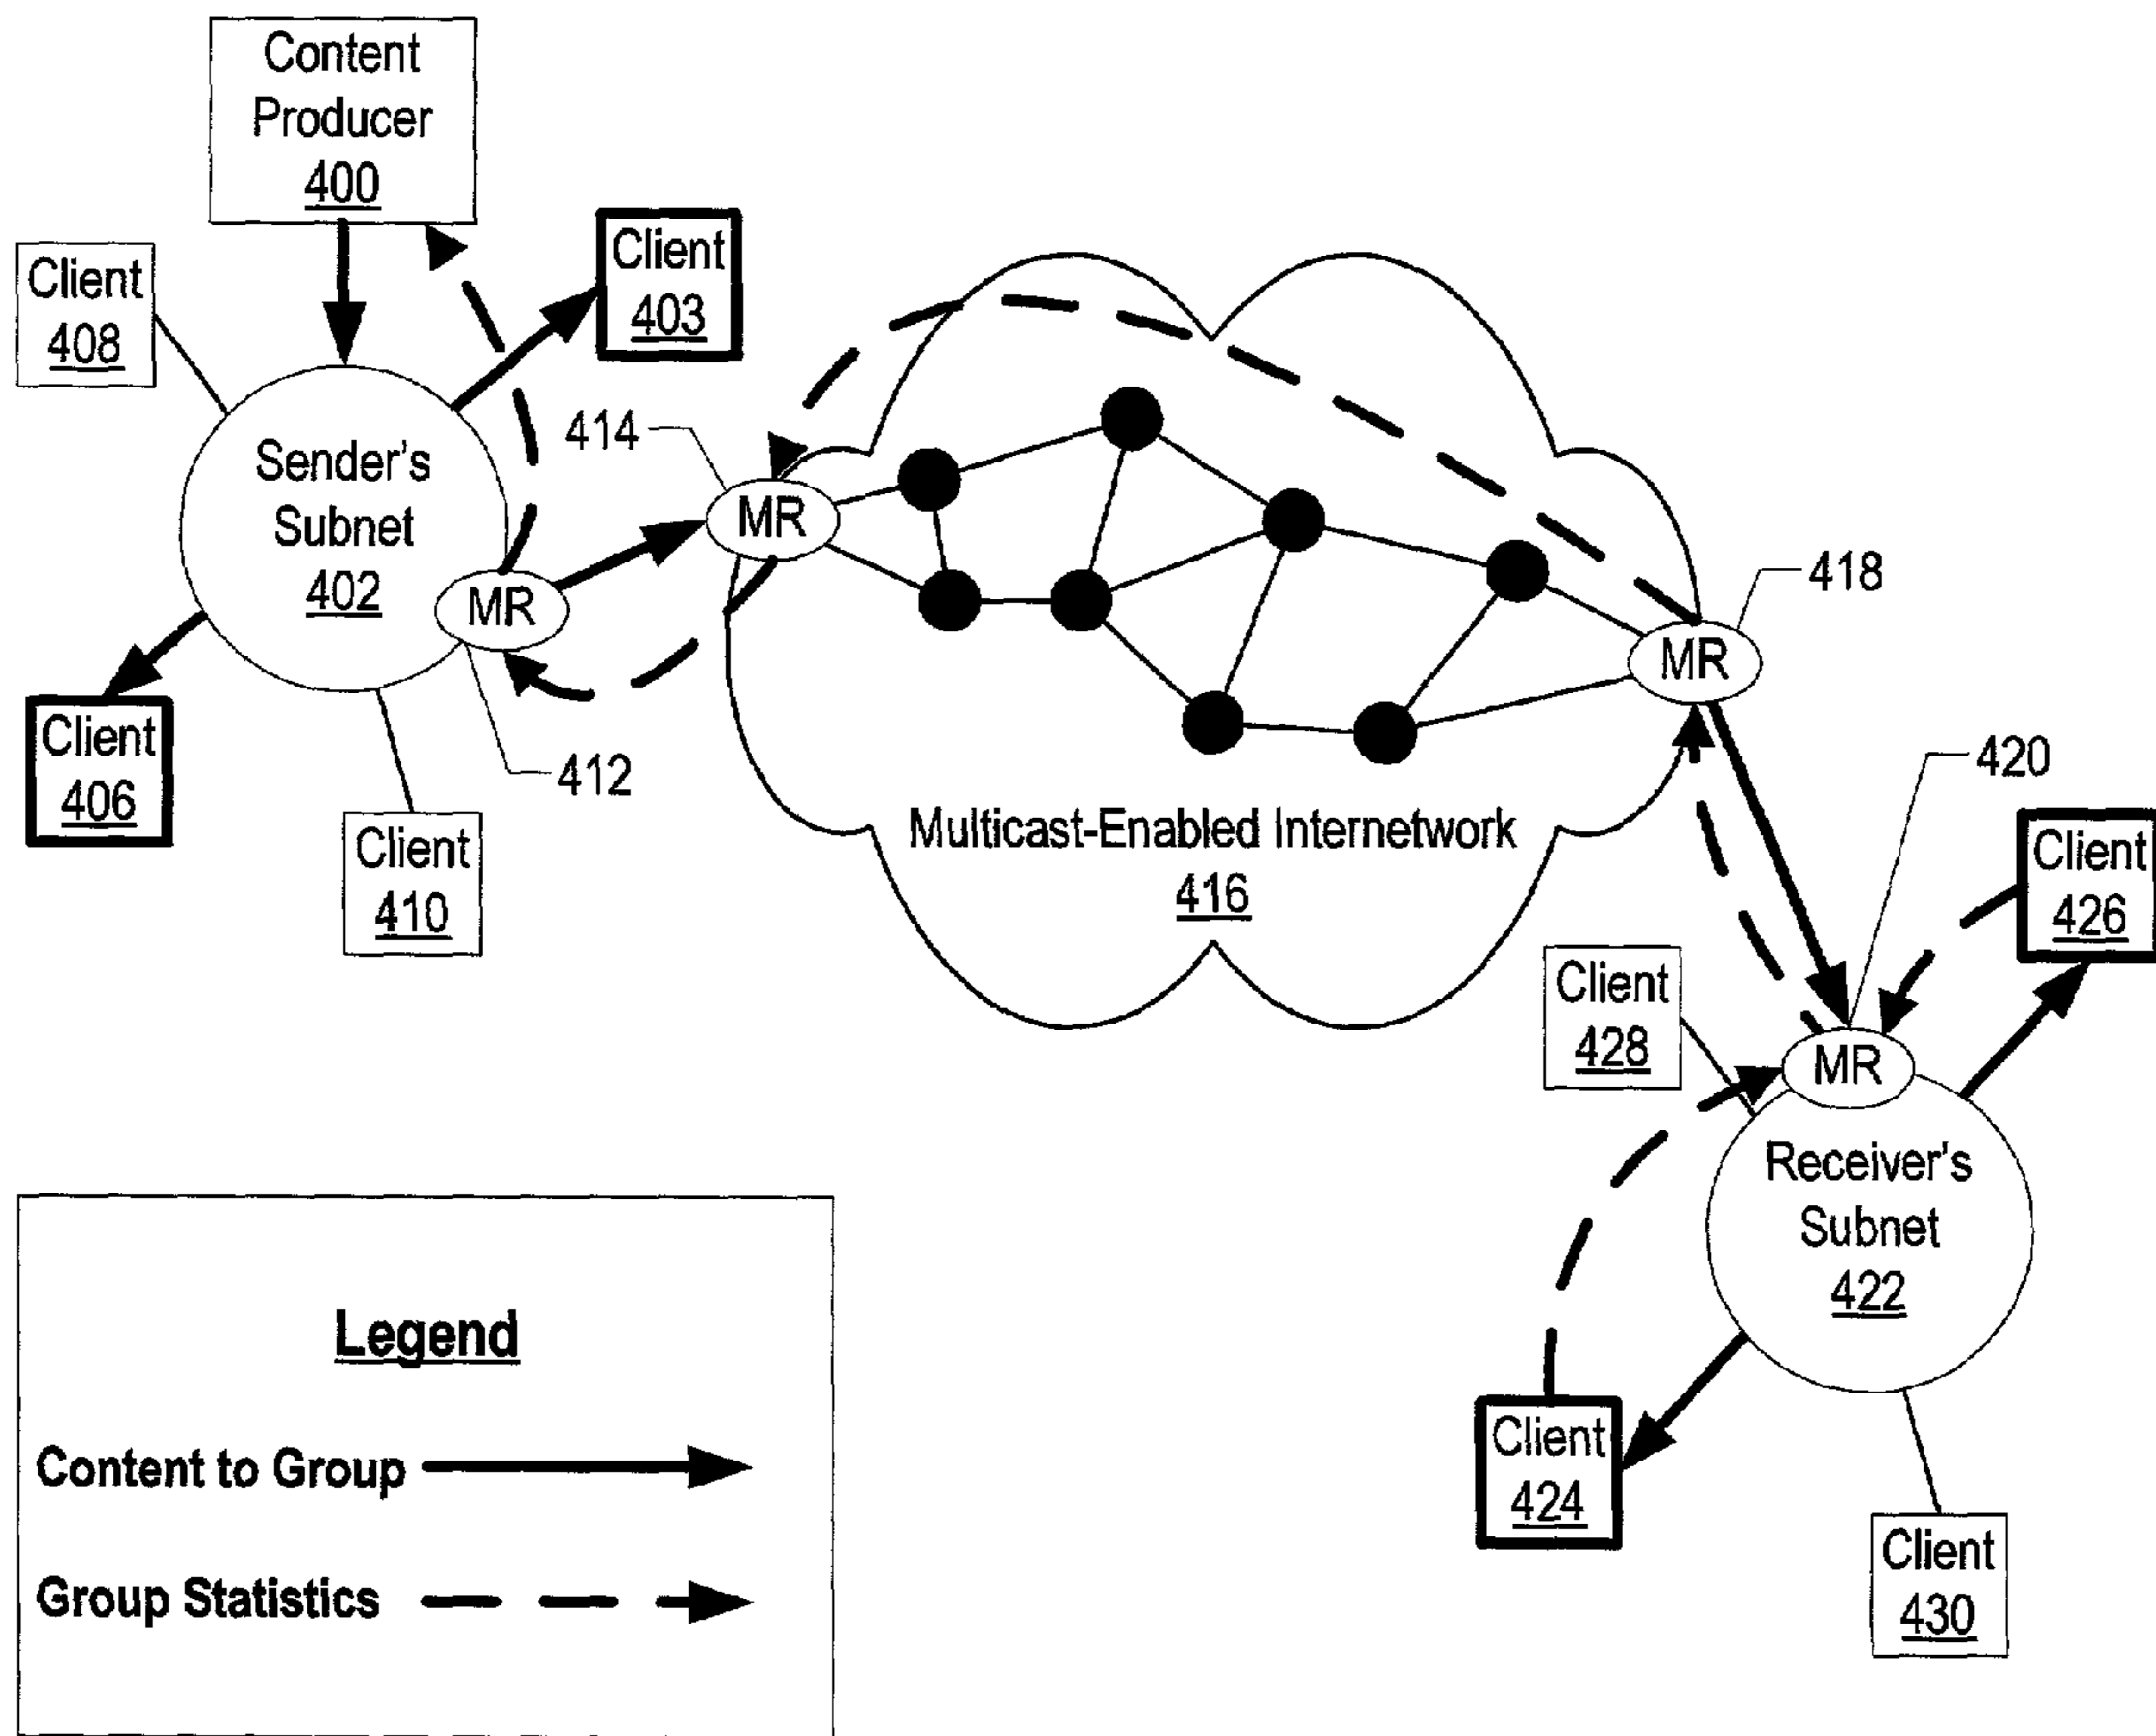 Content
Producer
400
Client
408
Client
403
Sender's
Subnet
402
414
MR
MR
412
Client
406
Client
410
Multicast-Enabled Internetwork
416
MR
418
420
Client
426
Client
428
MR
Receiver's
Subnet
422
Client
424
Client
430
Legend
Content to Group
Group Statistics